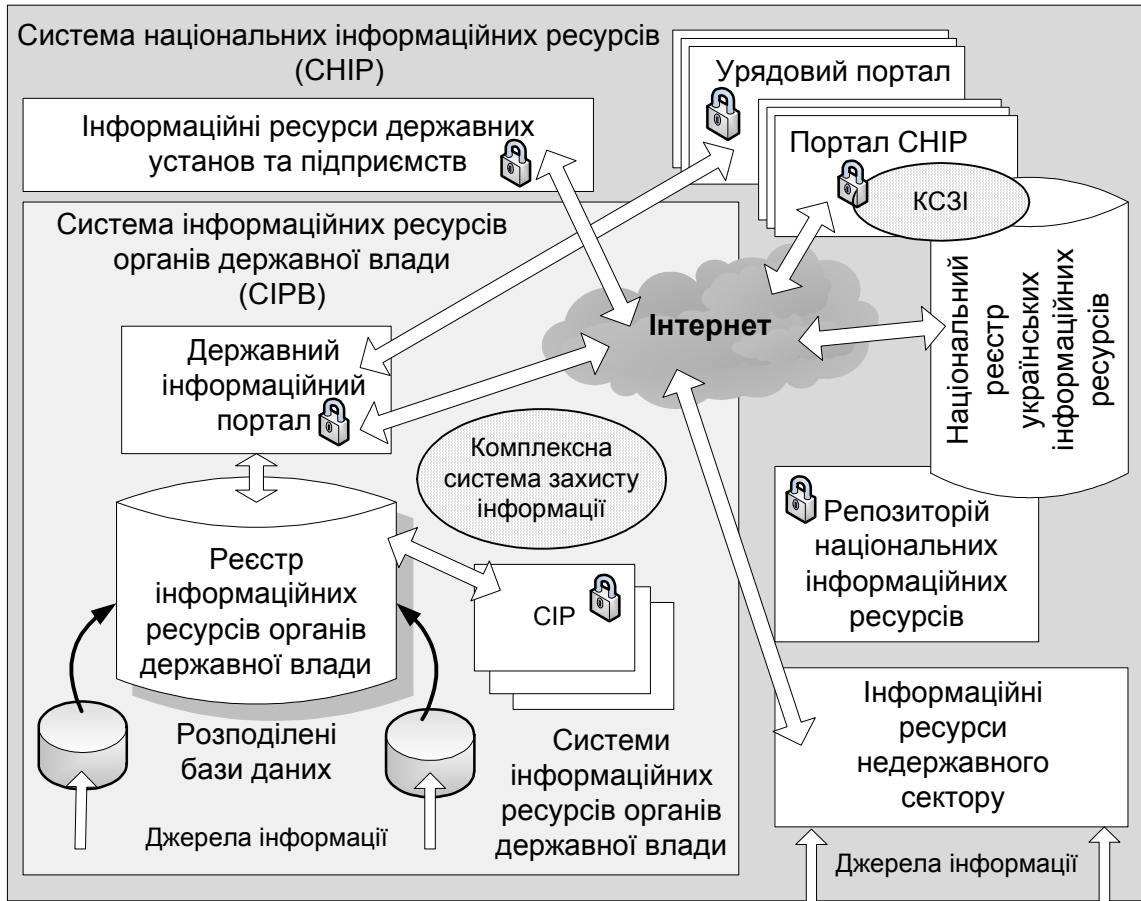 Система національних інформаційних ресурсів
(СНІР)
Інформаційні ресурси державних
установ та підприємств
Урядовий портал
Портал СНІР
КСЗІ
Система інформаційних ресурсів
органів державної влади
(СІРВ)
Державний
інформаційний
портал
Інтернет
Національний
реєстр
українських
інформаційних
ресурсів
Комплексна
система захисту
інформації
Реєстр
інформаційних
ресурсів органів
державної влади
СІР
Репозиторій
національних
інформаційних
ресурсів
Розподілені
бази даних
Джерела інформації
Системи
інформаційних
ресурсів органів
державної влади
Інформаційні
ресурси
недержавного
сектору
Джерела інформації